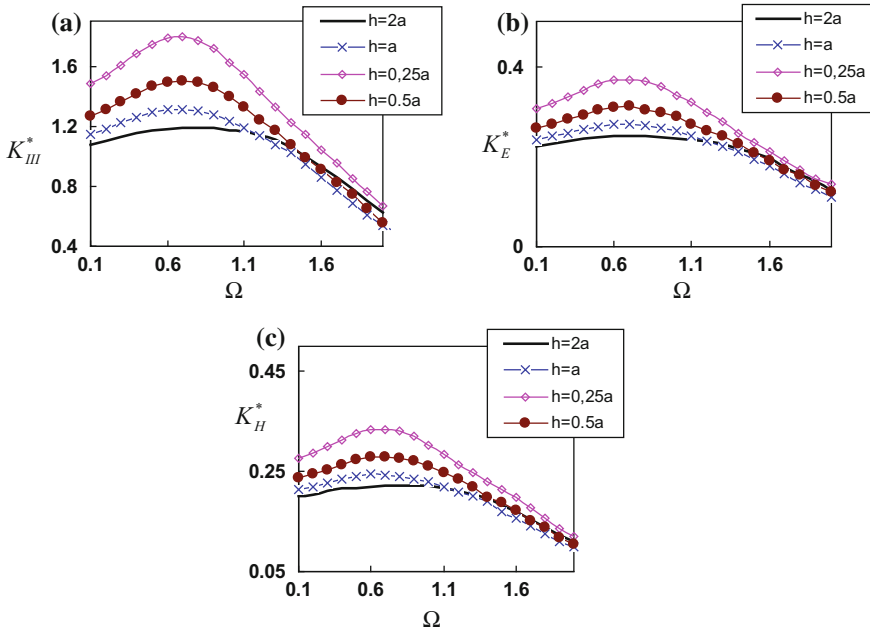 (a)
h=2a
h=a
h=0,25a
h=0.5a
1.6
1.2
0.8
0.4
K*III
0.1 0.6 1.1 1.6
Ω
(b)
h=2a
h=a
h=0,25a
h=0.5a
0.4
0
K*E
0.1 0.6 1.1 1.6
Ω
(c)
h=2a
h=a
h=0,25a
h=0.5a
0.45
0.25
0.05
K*H
0.1 0.6 1.1 1.6
Ω